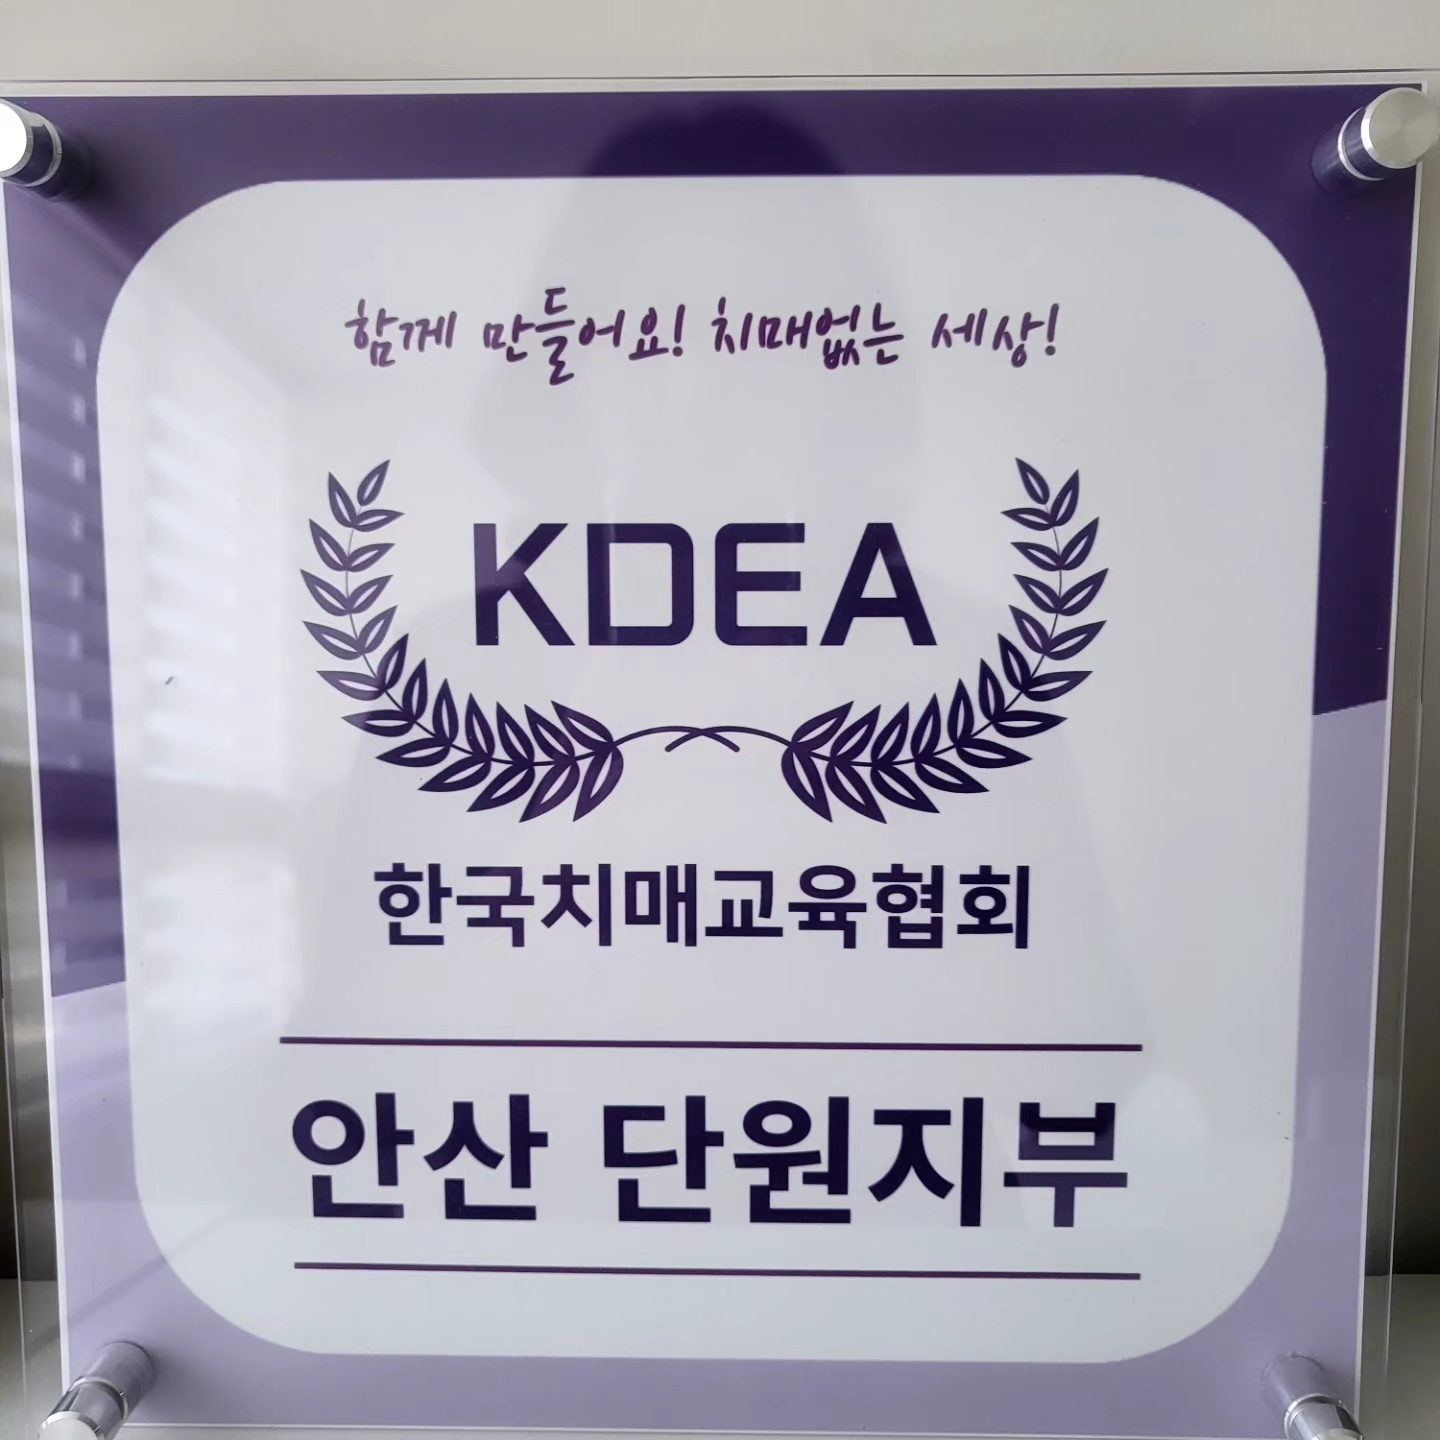 함께 만들어요! 치매없는 세상!
KDEA
한국치매교육협회
안산 단원지부